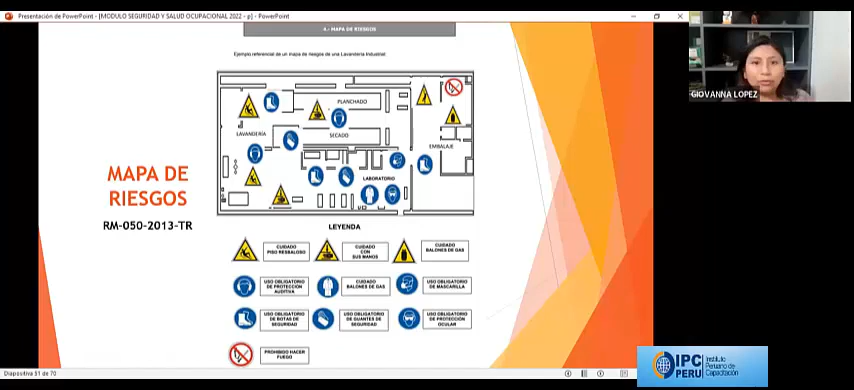 Presentación de PowerPoint - [MODULO SEGURIDAD Y SALUD OCUPACIONAL 2022 - p] - PowerPoint
4.- MAPA DE RIESGOS
Ejemplo referencial de un mapa de riesgos de una Lavandería Industrial:
PLANCHADO
LAVANDERÍA
SECADO
EMBALAJE
LABORATORIO
MAPA DE
RIESGOS
RM-050-2013-TR
LEYENDA
CUIDADO
PISO RESBALOSO
CUIDADO
CON
SUS MANOS
CUIDADO
BALONES DE GAS
USO OBLIGATORIO
DE PROTECCIÓN
AUDITIVA
CUIDADO
BALONES DE GAS
USO OBLIGATORIO
DE MASCARILLA
USO OBLIGATORIO
DE BOTAS DE
SEGURIDAD
USO OBLIGATORIO
DE GUANTES DE
SEGURIDAD
USO OBLIGATORIO
DE PROTECCIÓN
OCULAR
PROHIBIDO HACER
FUEGO
Diapositiva 51 de 70
GIOVANNA LOPEZ
IPC
PERÚ
Instituto
Peruano de
Capacitación